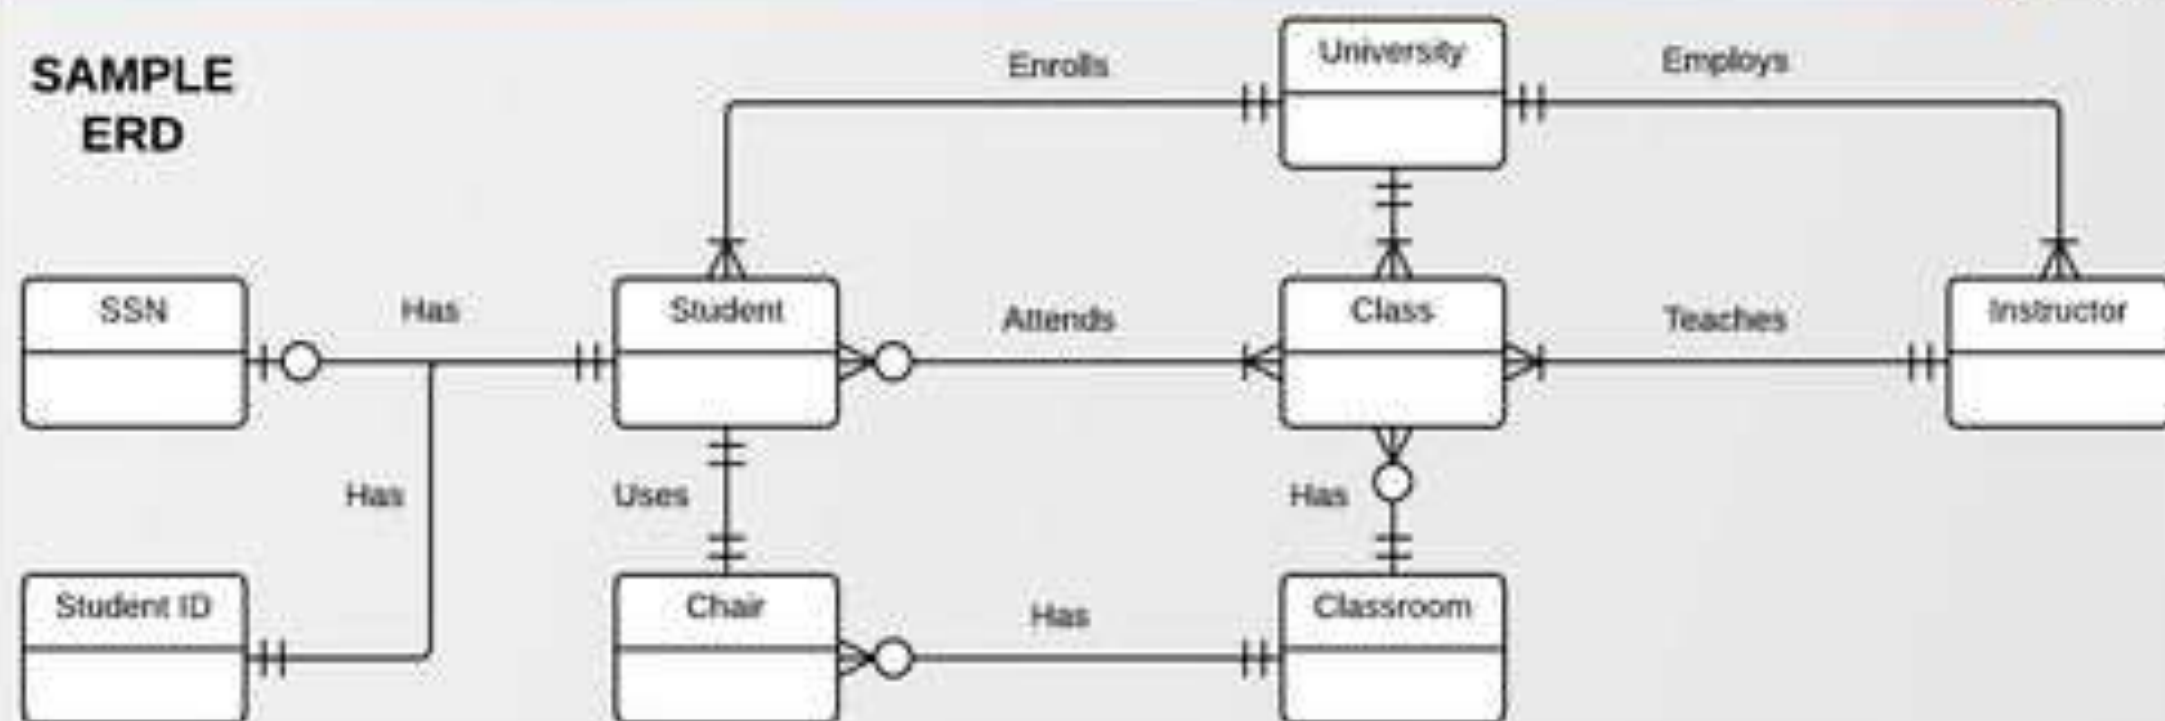 SAMPLE
ERD
Enrolls
University
Employs
SSN
Has
Student
Attends
Class
Teaches
Instructor
Has
Uses
Has
Student ID
Chair
Has
Classroom